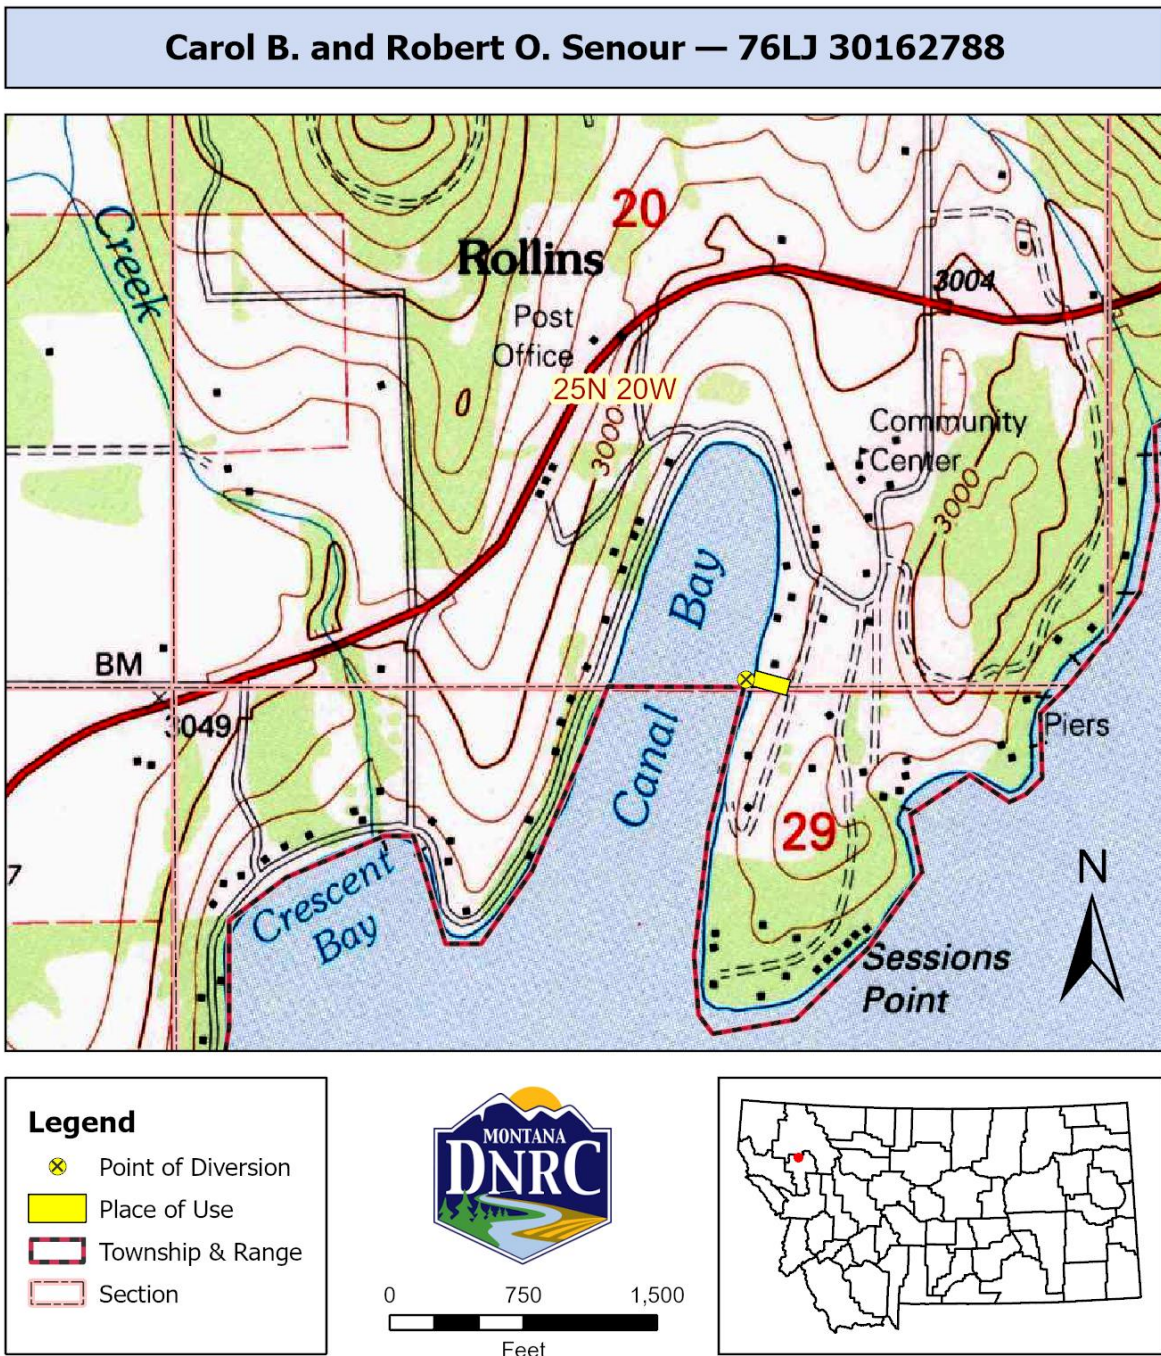 Carol B. and Robert O. Senour — 76LJ 30162788
20
Creek
Rollins
3004
Post
Office
25N 20W
3000
Community
Center
3000
Bay
BM
3049
Canal
Piers
29
7
Crescent
Bay
N
Sessions
Point
Legend
Point of Diversion
Place of Use
Township & Range
Section
MONTANA
DNRC
0 750 1,500
Feet